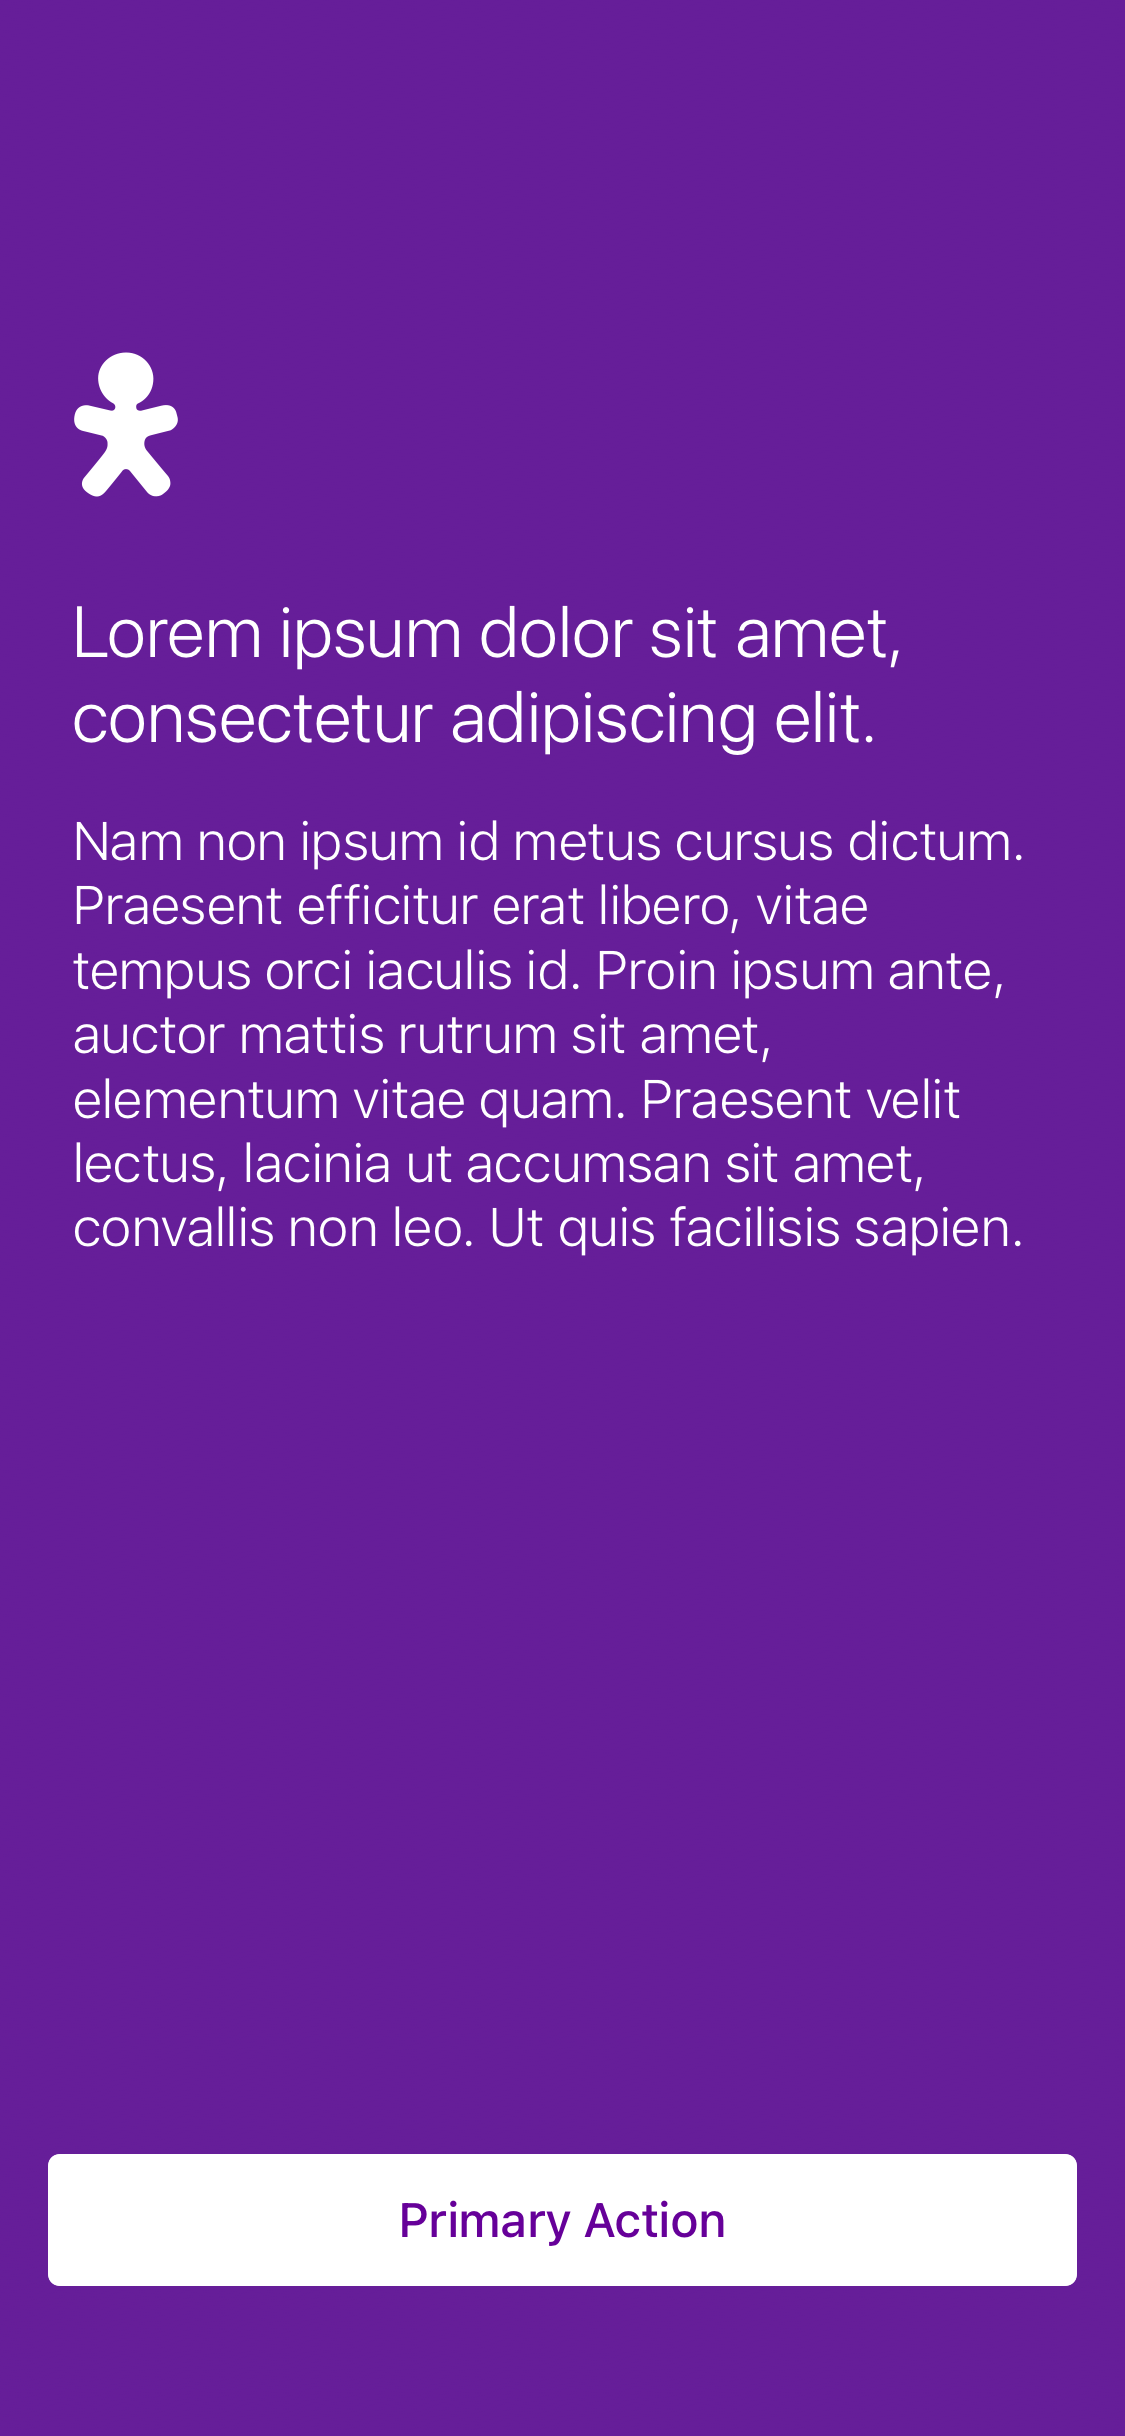 Lorem ipsum dolor sit amet,
consectetur adipiscing elit.
Nam non ipsum id metus cursus dictum.
Praesent efficitur erat libero, vitae
tempus orci iaculis id. Proin ipsum ante,
auctor mattis rutrum sit amet,
elementum vitae quam. Praesent velit
lectus, lacinia ut accumsan sit amet,
convallis non leo. Ut quis facilisis sapien.
Primary Action